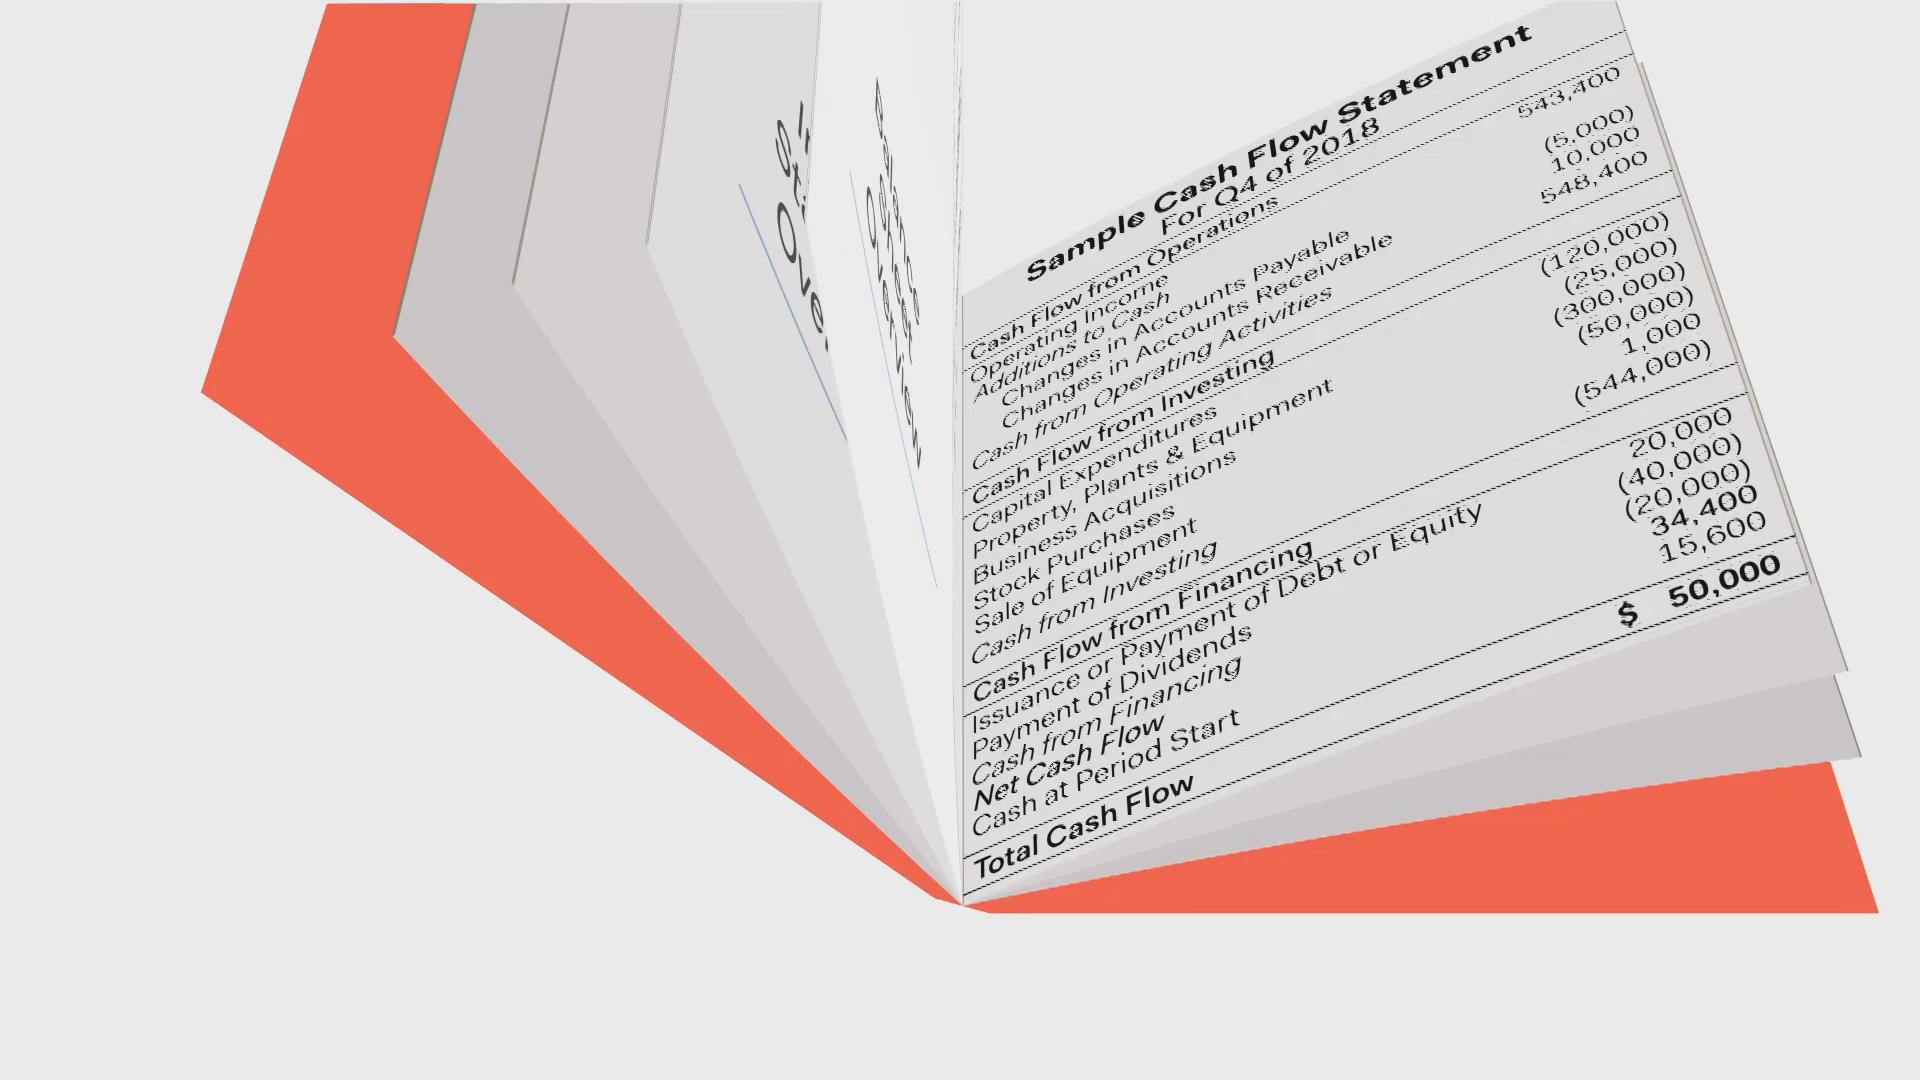 Balance
Sheet
Overview
Sample Cash Flow Statement
For Q4 of 2018
Cash Flow from Operations
Operating Income 543,400
Additions to Cash
Changes in Accounts Payable (5,000)
Changes in Accounts Receivable 10,000
Cash from Operating Activities 548,400
Cash Flow from Investing
Capital Expenditures (120,000)
Property, Plants & Equipment (25,000)
Business Acquisitions (300,000)
Stock Purchases (50,000)
Sale of Equipment 1,000
Cash from Investing (544,000)
Cash Flow from Financing
Issuance or Payment of Debt or Equity 20,000
Payment of Dividends (40,000)
Cash from Financing (20,000)
Net Cash Flow 34,400
Cash at Period Start 15,600
Total Cash Flow $ 50,000